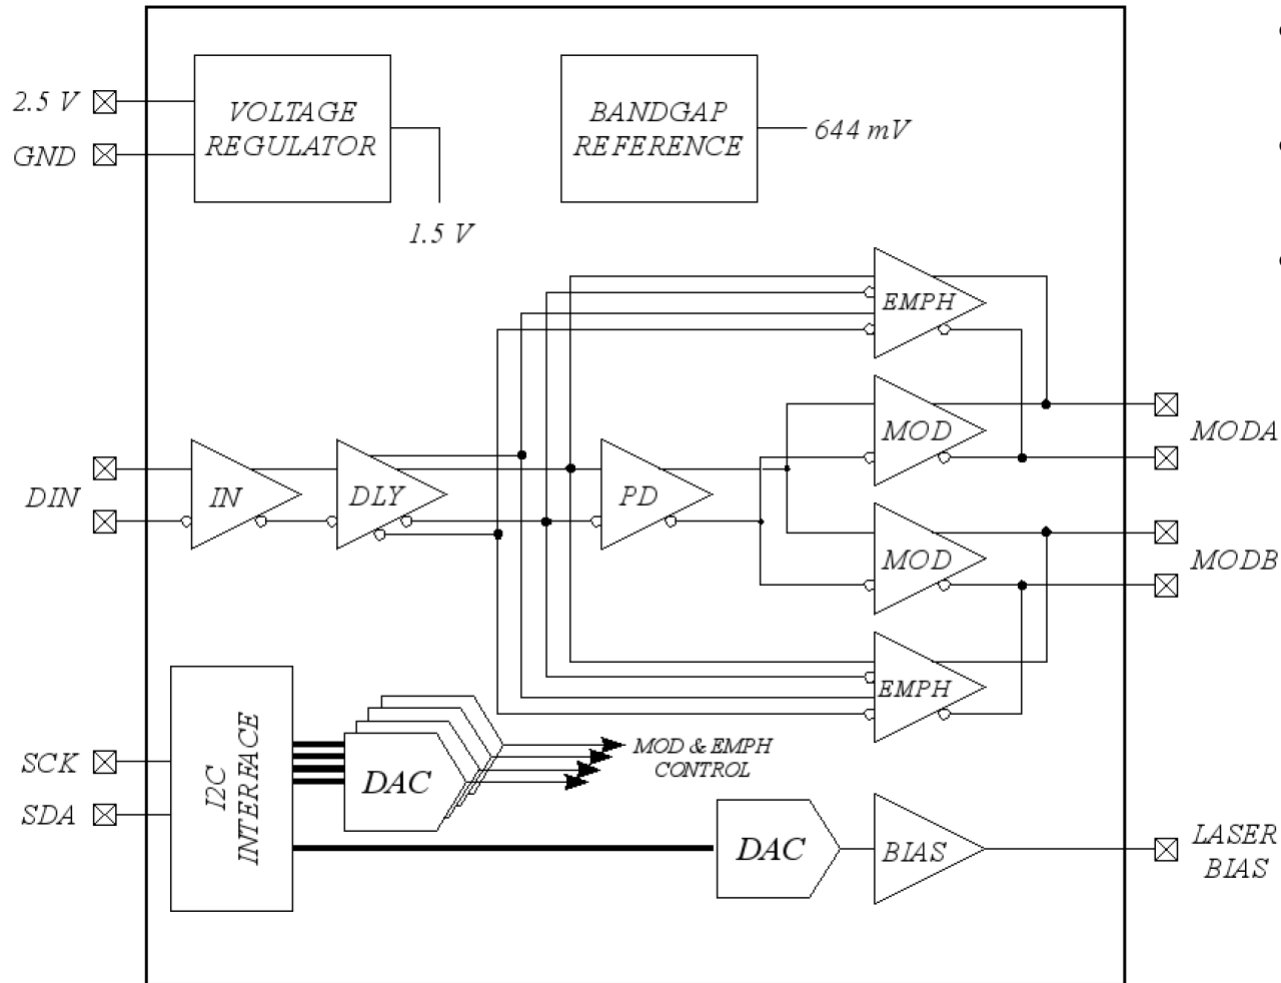 2.5 V
GND
VOLTAGE
REGULATOR
1.5 V
BANDGAP
REFERENCE
644 mV
EMPH
MOD
MODA
DIN
IN
DLY
PD
MOD
MODB
EMPH
SCK
SDA
I2C
INTERFACE
DAC
MOD & EMPH
CONTROL
DAC
BIAS
LASER
BIAS